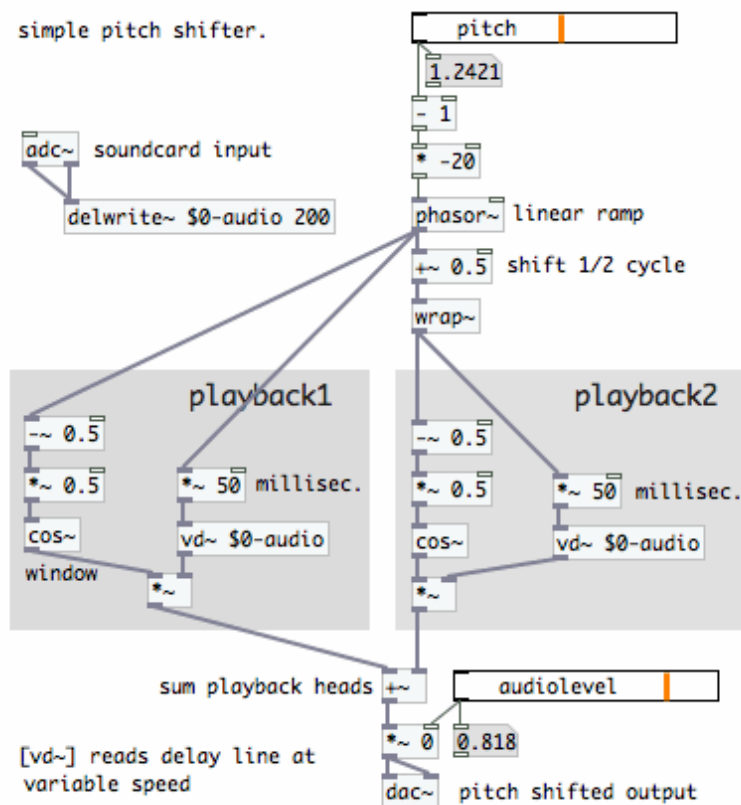 simple pitch shifter.
pitch
1.2421
- 1
* -20
adc~ soundcard input
delwrite~ $0-audio 200
phasor~ linear ramp
+~ 0.5 shift 1/2 cycle
wrap~
playback1
-~ 0.5
*~ 0.5
*~ 50 millisec.
cos~
vd~ $0-audio
window
*~
playback2
-~ 0.5
*~ 0.5
*~ 50 millisec.
cos~
vd~ $0-audio
*~
sum playback heads +~
audiolevel
*~ 0
0.818
[vd~] reads delay line at
variable speed
dac~ pitch shifted output